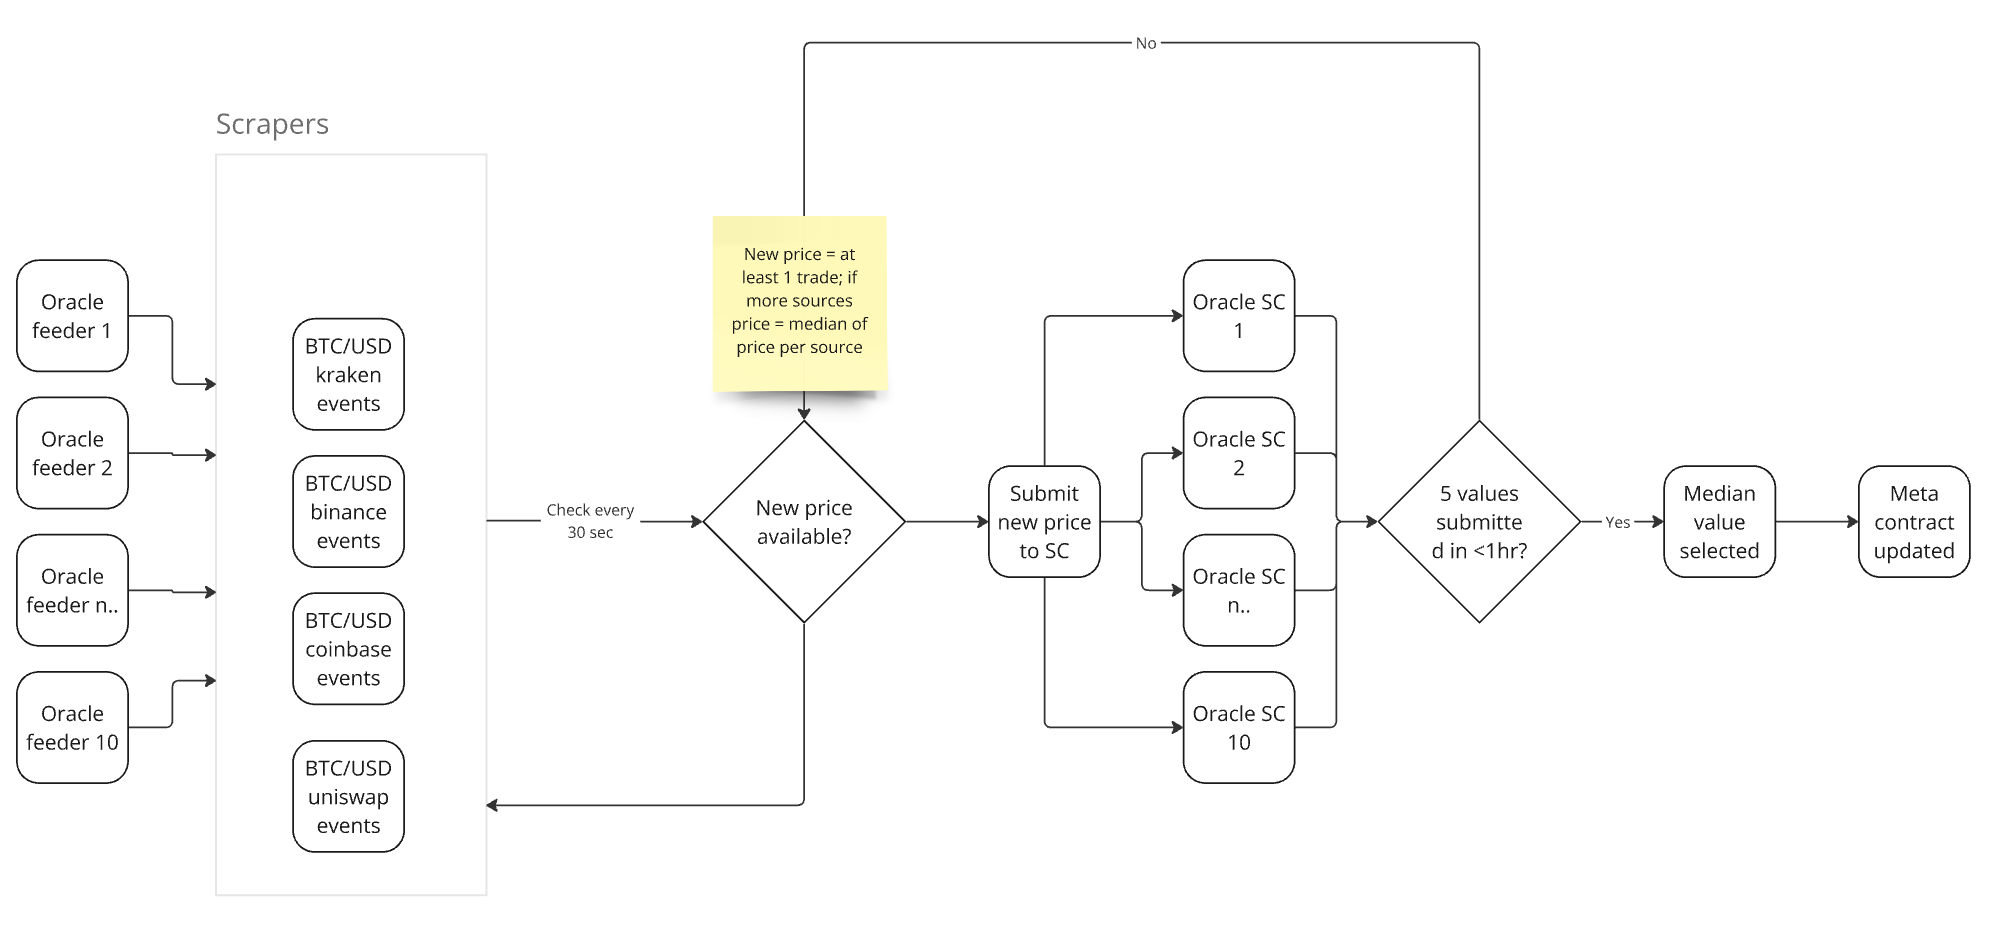 No
Scrapers
New price = at
least 1 trade; if
more sources
price = median of
price per source
Oracle
feeder 1
Oracle
feeder 2
Oracle
feeder n..
Oracle
feeder 10
BTC/USD
kraken
events
BTC/USD
binance
events
BTC/USD
coinbase
events
BTC/USD
uniswap
events
Check every
30 sec
New price
available?
Submit
new price
to SC
Oracle SC
1
Oracle SC
2
Oracle SC
n..
Oracle SC
10
5 values
submitte
d in <1hr?
Yes
Median
value
selected
Meta
contract
updated